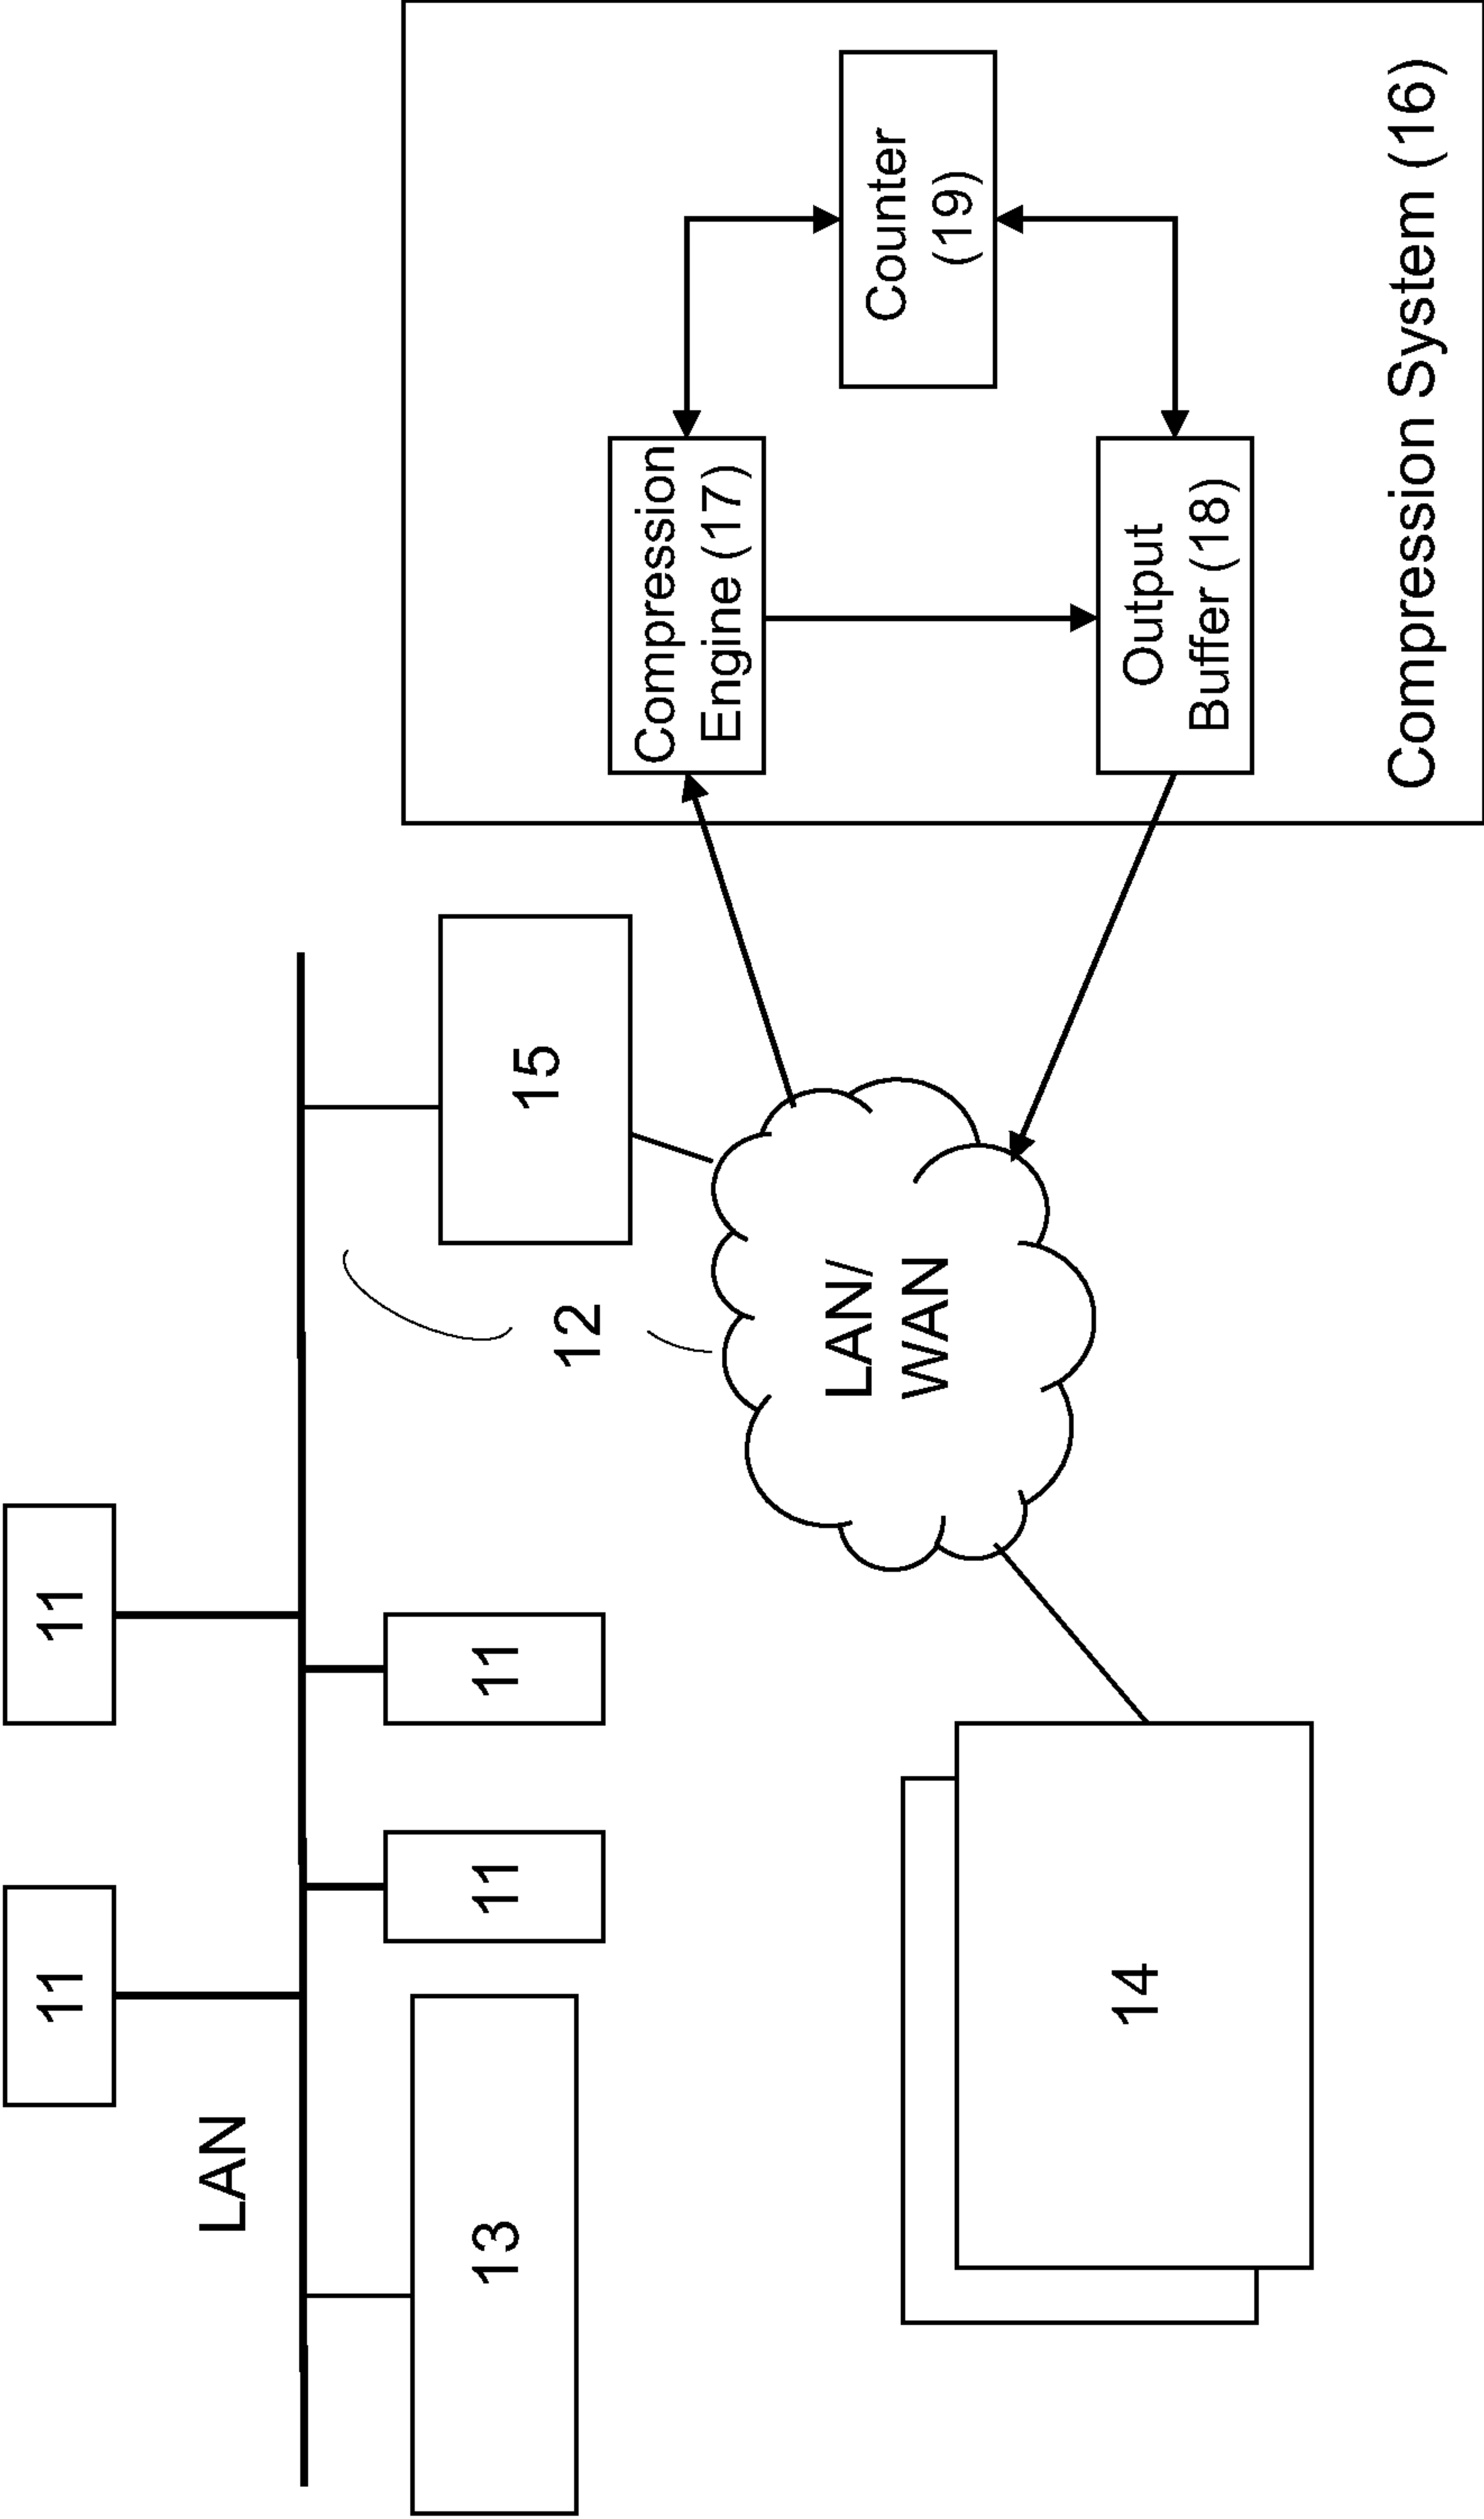 11
11
LAN
11
11
13
15
12
LAN/
WAN
14
Compression
Engine (17)
Counter
(19)
Output
Buffer (18)
Compression System (16)